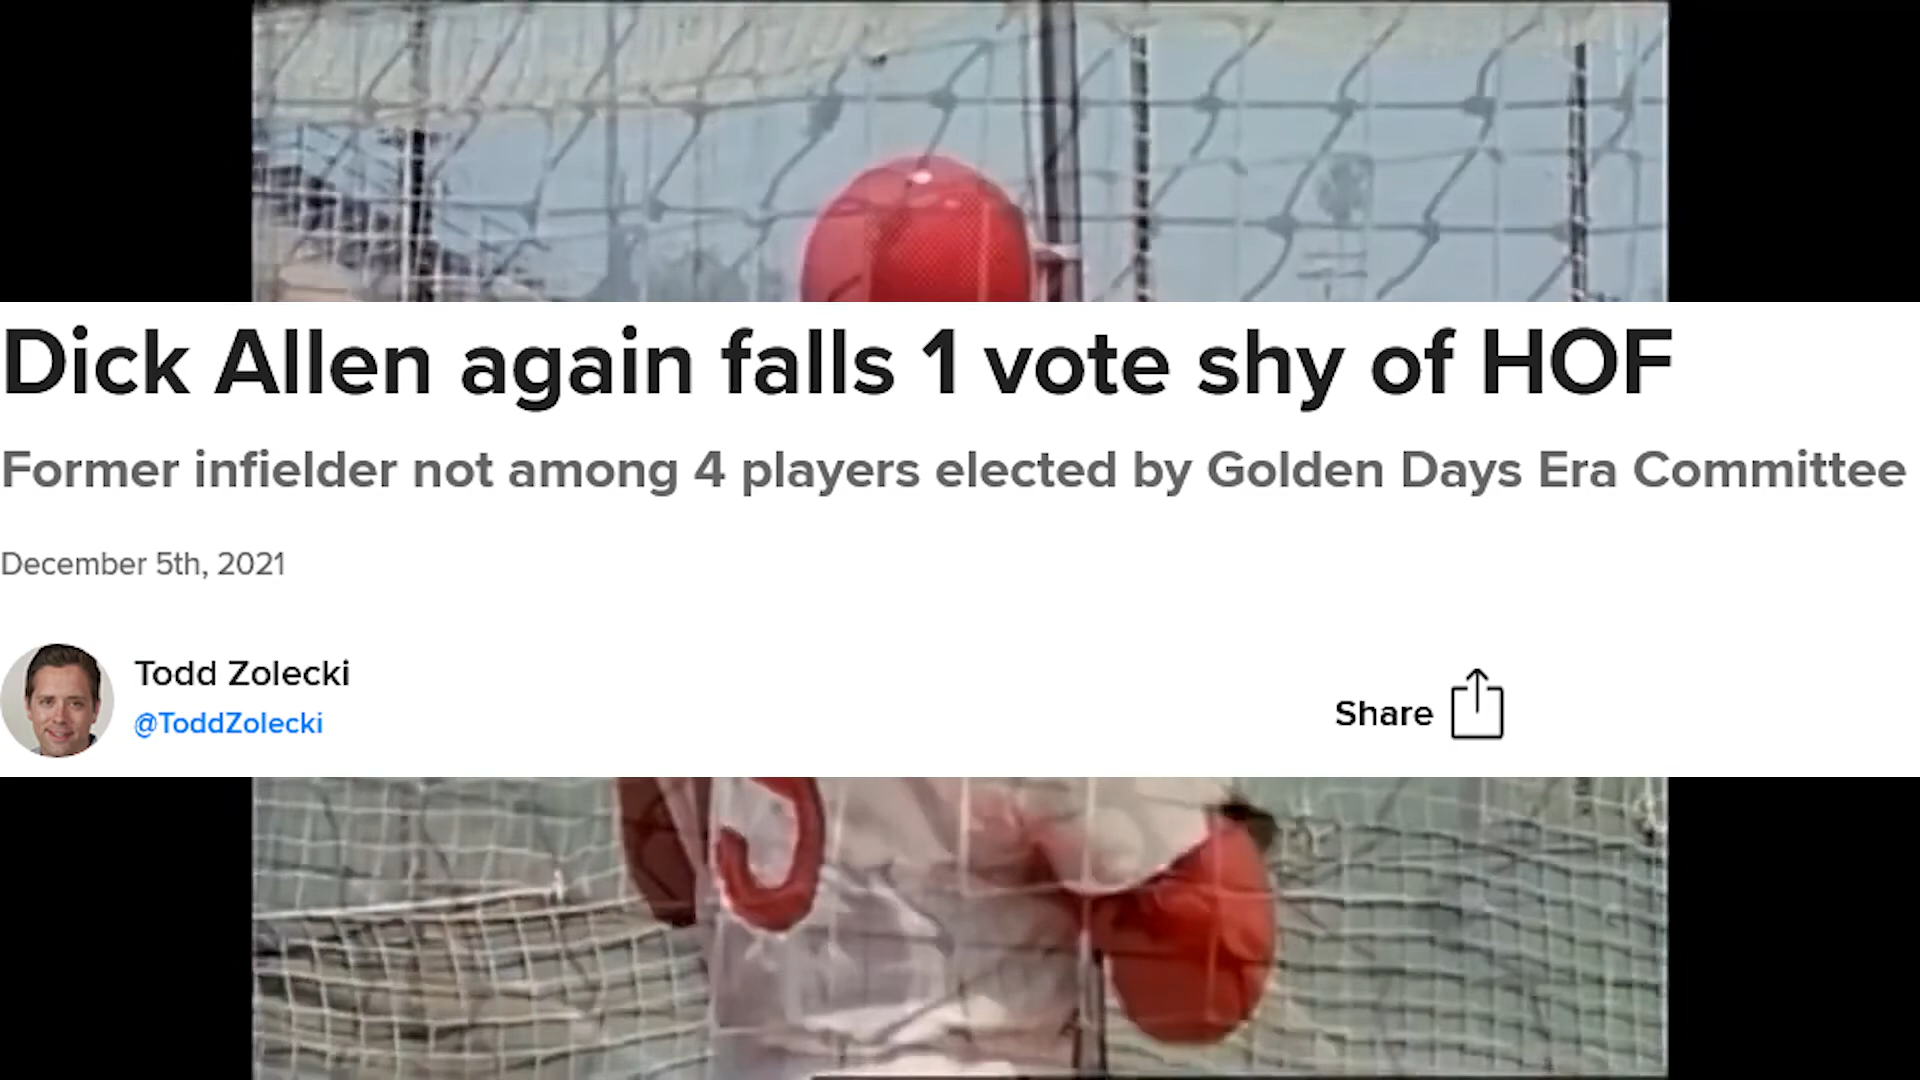 Dick Allen again falls 1 vote shy of HOF
Former infielder not among 4 players elected by Golden Days Era Committee
December 5th, 2021
Todd Zolecki
@ToddZolecki
Share